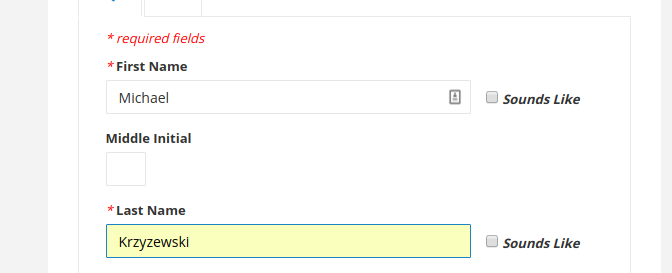 * required fields
* First Name
Michael
Sounds Like
Middle Initial
* Last Name
Krzyzewski
Sounds Like